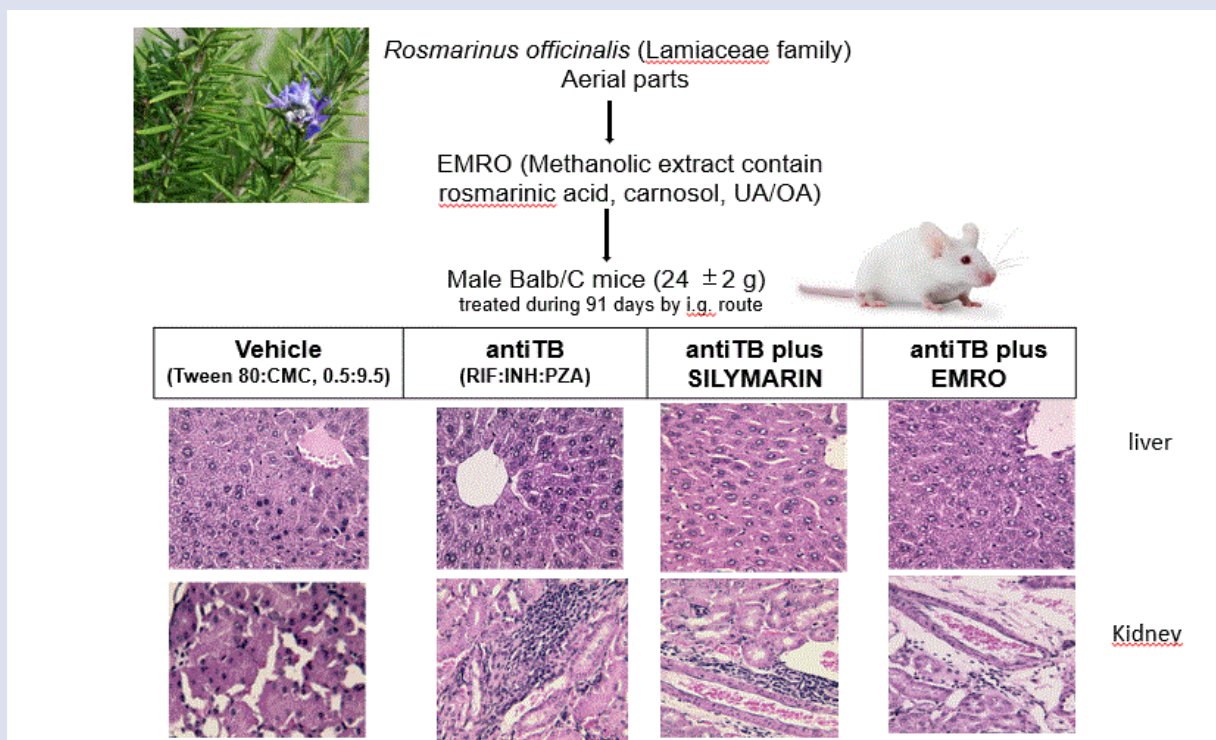 Rosmarinus officinalis (Lamiaceae family)
Aerial parts
EMRO (Methanolic extract contain
rosmarinic acid, carnosol, UA/OA)
Male Balb/C mice (24 ±2 g)
treated during 91 days by i.g. route
Vehicle
(Tween 80:CMC, 0.5:9.5)
antiTB
(RIF:INH:PZA)
antiTB plus
SILYMARIN
antiTB plus
EMRO
liver
Kidney